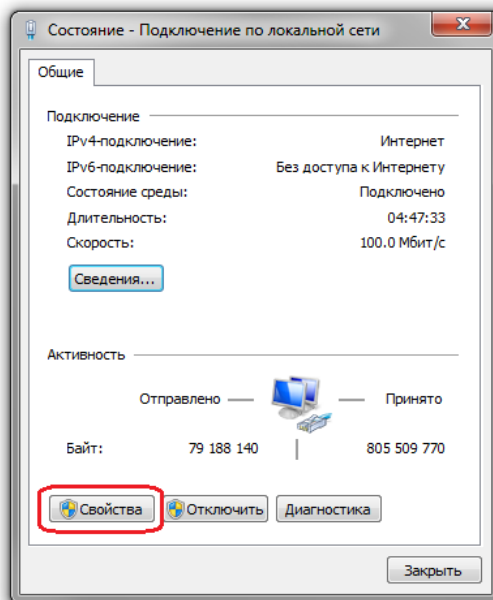 Состояние - Подключение по локальной сети
Общие
Подключение
IPv4-подключение: Интернет
IPv6-подключение: Без доступа к Интернету
Состояние среды: Подключено
Длительность: 04:47:33
Скорость: 100.0 Мбит/с
Сведения...
Активность
Отправлено — — Принято
Байт: 79 188 140 | 805 509 770
Свойства Отключить Диагностика
Закрыть